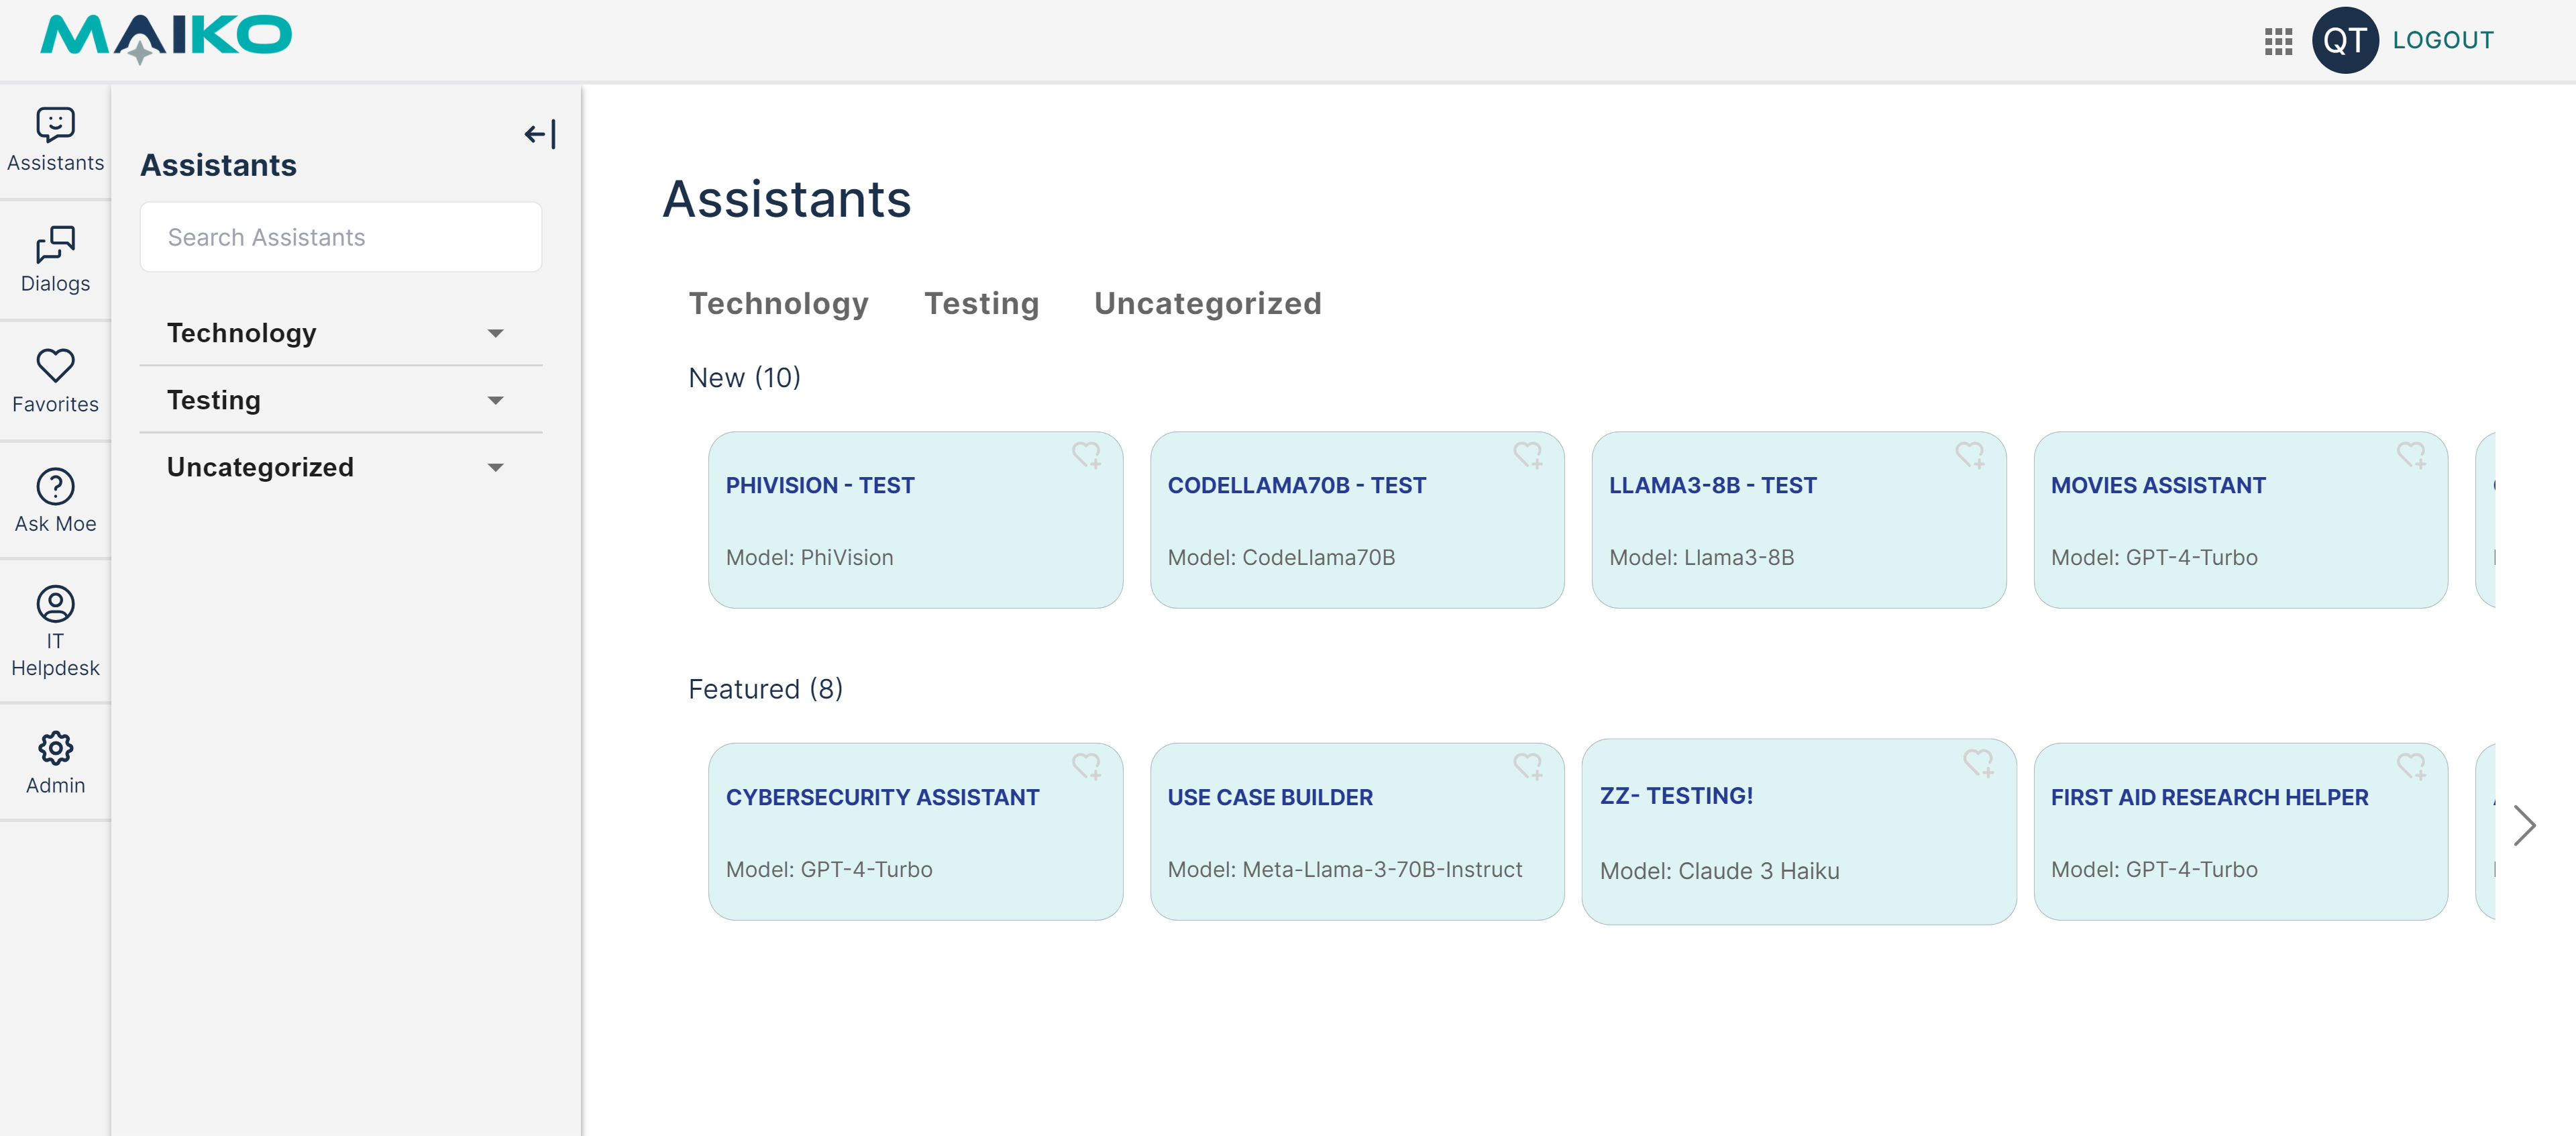 MAIKO
QT
LOGOUT
Assistants
Dialogs
Favorites
Ask Moe
IT
Helpdesk
Admin
Assistants
Search Assistants
Technology
Testing
Uncategorized
Assistants
Technology Testing Uncategorized
New (10)
PHIVISION - TEST
Model: PhiVision
CODELLAMA70B - TEST
Model: CodeLlama70B
LLAMA3-8B - TEST
Model: Llama3-8B
MOVIES ASSISTANT
Model: GPT-4-Turbo
Featured (8)
CYBERSECURITY ASSISTANT
Model: GPT-4-Turbo
USE CASE BUILDER
Model: Meta-Llama-3-70B-Instruct
ZZ- TESTING!
Model: Claude 3 Haiku
FIRST AID RESEARCH HELPER
Model: GPT-4-Turbo